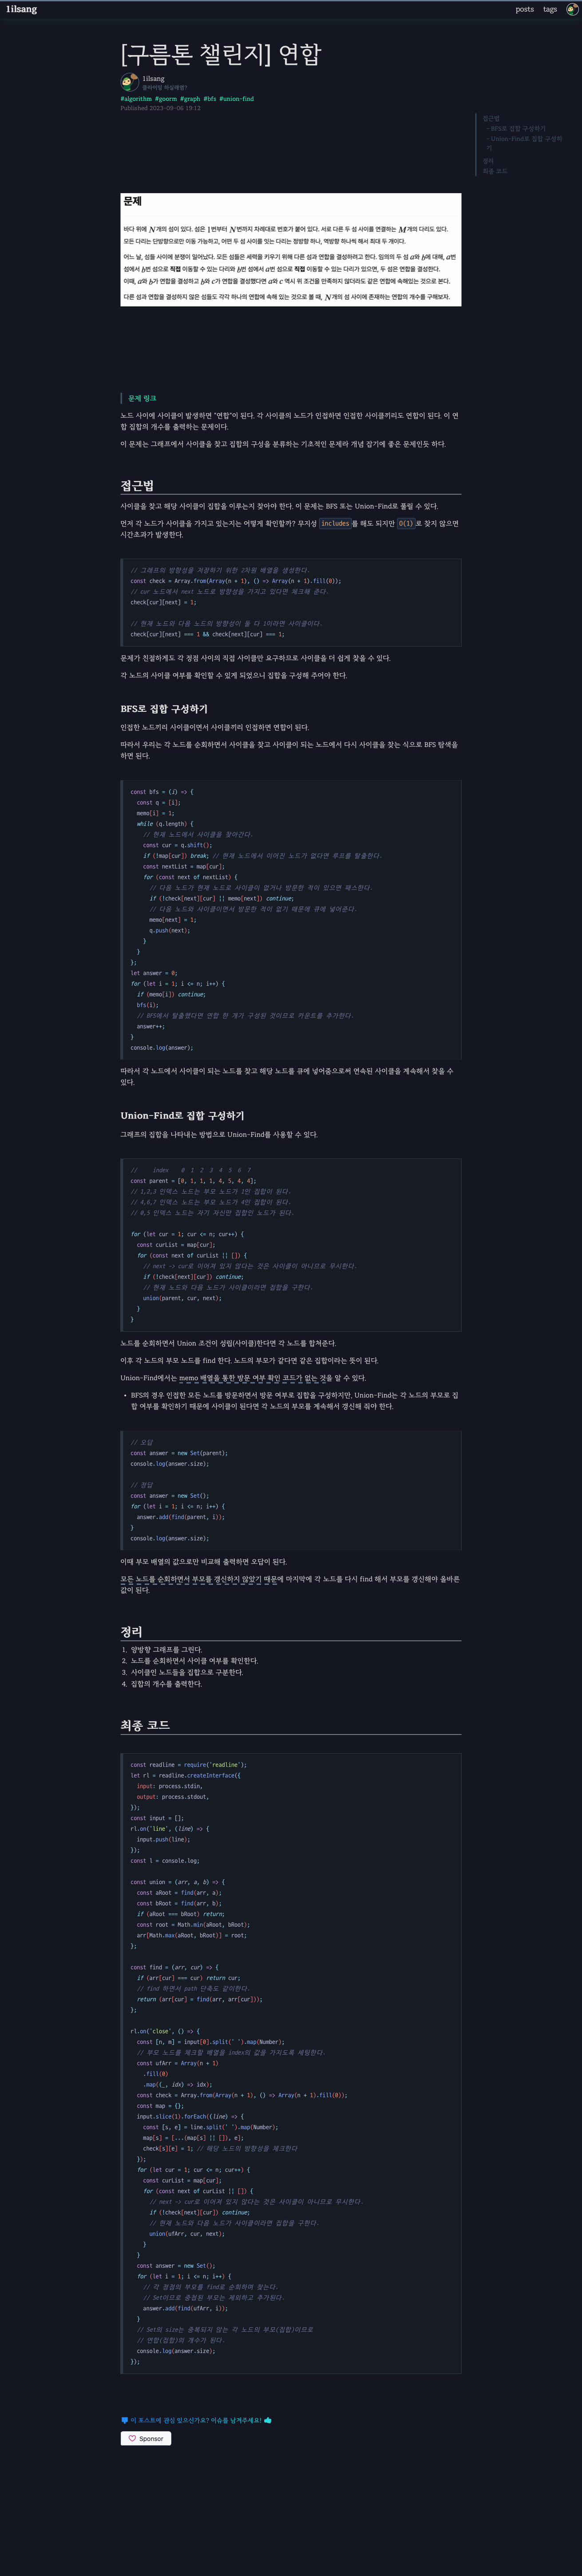 1ilsang
posts
tags
[구름톤 챌린지] 연합
1ilsang
클라이밍 하실래염?
#algorithm #goorm #graph #bfs #union-find
Published 2023-09-06 19:12
접근법
- BFS로 집합 구성하기
- Union-Find로 집합 구성하
기
정리
최종 코드
문제
바다 위에 N개의 섬이 있다. 섬은 1번부터 N번까지 차례대로 번호가 붙어 있다. 서로 다른 두 섬 사이를 연결하는 M개의 다리도 있다.
모든 다리는 단방향으로만 이동 가능하고, 어떤 두 섬 사이를 잇는 다리는 정방향 하나, 역방향 하나씩 해서 최대 두 개이다.
어느 날, 섬들 사이에 분쟁이 일어났다. 모든 섬들은 세력을 키우기 위해 다른 섬과 연합을 결성하려고 한다. 임의의 두 섬 a와 b에 대해, a번
섬에서 b번 섬으로 직접 이동할 수 있는 다리와 b번 섬에서 a번 섬으로 직접 이동할 수 있는 다리가 있으면, 두 섬은 연합을 결성한다.
이때, a와 b가 연합을 결성하고 b와 c가 연합을 결성했다면 a와 c 역시 위 조건을 만족하지 않더라도 같은 연합에 속해있는 것으로 본다.
다른 섬과 연합을 결성하지 않은 섬들도 각각 하나의 연합에 속해 있는 것으로 볼 때, N개의 섬 사이에 존재하는 연합의 개수를 구해보자.
문제 링크
노드 사이에 사이클이 발생하면 "연합"이 된다. 각 사이클의 노드가 인접하면 인접한 사이클끼리도 연합이 된다. 이 연
합 집합의 개수를 출력하는 문제이다.
이 문제는 그래프에서 사이클을 찾고 집합의 구성을 분류하는 기초적인 문제라 개념 잡기에 좋은 문제인듯 하다.
접근법
사이클을 찾고 해당 사이클이 집합을 이루는지 찾아야 한다. 이 문제는 BFS 또는 Union-Find로 풀릴 수 있다.
먼저 각 노드가 사이클을 가지고 있는지는 어떻게 확인할까? 무지성 includes를 해도 되지만 O(1)로 찾지 않으면
시간초과가 발생한다.
// 그래프의 방향성을 저장하기 위한 2차원 배열을 생성한다.
const check = Array.from(Array(n + 1), () => Array(n + 1).fill(0));
// cur 노드에서 next 노드로 방향성을 가지고 있다면 체크해 준다.
check[cur][next] = 1;
// 현재 노드와 다음 노드의 방향성이 둘 다 1이라면 사이클이다.
check[cur][next] === 1 && check[next][cur] === 1;
문제가 친절하게도 각 정점 사이의 직접 사이클만 요구하므로 사이클을 더 쉽게 찾을 수 있다.
각 노드의 사이클 여부를 확인할 수 있게 되었으니 집합을 구성해 주어야 한다.
BFS로 집합 구성하기
인접한 노드끼리 사이클이면서 사이클끼리 인접하면 연합이 된다.
따라서 우리는 각 노드를 순회하면서 사이클을 찾고 사이클이 되는 노드에서 다시 사이클을 찾는 식으로 BFS 탐색을
하면 된다.
const bfs = (i) => {
const q = [i];
memo[i] = 1;
while (q.length) {
// 현재 노드에서 사이클을 찾아간다.
const cur = q.shift();
if (!map[cur]) break; // 현재 노드에서 이어진 노드가 없다면 루프를 탈출한다.
const nextList = map[cur];
for (const next of nextList) {
// 다음 노드가 현재 노드로 사이클이 없거나 방문한 적이 있으면 패스한다.
if (!check[next][cur] || memo[next]) continue;
// 다음 노드와 사이클이면서 방문한 적이 없기 때문에 큐에 넣어준다.
memo[next] = 1;
q.push(next);
}
}
};
let answer = 0;
for (let i = 1; i <= n; i++) {
if (memo[i]) continue;
bfs(i);
// BFS에서 탈출했다면 연합 한 개가 구성된 것이므로 카운트를 추가한다.
answer++;
}
console.log(answer);
따라서 각 노드에서 사이클이 되는 노드를 찾고 해당 노드를 큐에 넣어줌으로써 연속된 사이클을 계속해서 찾을 수
있다.
Union-Find로 집합 구성하기
그래프의 집합을 나타내는 방법으로 Union-Find를 사용할 수 있다.
// index 0 1 2 3 4 5 6 7
const parent = [0, 1, 1, 1, 4, 5, 4, 4];
// 1,2,3 인덱스 노드는 부모 노드가 1인 집합이 된다.
// 4,6,7 인덱스 노드는 부모 노드가 4인 집합이 된다.
// 0,5 인덱스 노드는 자기 자신만 집합인 노드가 된다.
for (let cur = 1; cur <= n; cur++) {
const curList = map[cur];
for (const next of curList || []) {
// next -> cur로 이어져 있지 않다는 것은 사이클이 아니므로 무시한다.
if (!check[next][cur]) continue;
// 현재 노드와 다음 노드가 사이클이라면 집합을 구한다.
union(parent, cur, next);
}
}
노드를 순회하면서 Union 조건이 성립(사이클)한다면 각 노드를 합쳐준다.
이후 각 노드의 부모 노드를 find 한다. 노드의 부모가 같다면 같은 집합이라는 뜻이 된다.
Union-Find에서는 memo 배열을 통한 방문 여부 확인 코드가 없는 것을 알 수 있다.
• BFS의 경우 인접한 모든 노드를 방문하면서 방문 여부로 집합을 구성하지만, Union-Find는 각 노드의 부모로 집
합 여부를 확인하기 때문에 사이클이 된다면 각 노드의 부모를 계속해서 갱신해 줘야 한다.
// 오답
const answer = new Set(parent);
console.log(answer.size);
// 정답
const answer = new Set();
for (let i = 1; i <= n; i++) {
answer.add(find(parent, i));
}
console.log(answer.size);
이때 부모 배열의 값으로만 비교해 출력하면 오답이 된다.
모든 노드를 순회하면서 부모를 갱신하지 않았기 때문에 마지막에 각 노드를 다시 find 해서 부모를 갱신해야 올바른
값이 된다.
정리
1. 양방향 그래프를 그린다.
2. 노드를 순회하면서 사이클 여부를 확인한다.
3. 사이클인 노드들을 집합으로 구분한다.
4. 집합의 개수를 출력한다.
최종 코드
const readline = require('readline');
let rl = readline.createInterface({
input: process.stdin,
output: process.stdout,
});
const input = [];
rl.on('line', (line) => {
input.push(line);
});
const l = console.log;
const union = (arr, a, b) => {
const aRoot = find(arr, a);
const bRoot = find(arr, b);
if (aRoot === bRoot) return;
const root = Math.min(aRoot, bRoot);
arr[Math.max(aRoot, bRoot)] = root;
};
const find = (arr, cur) => {
if (arr[cur] === cur) return cur;
// find 하면서 path 단축도 같이한다.
return (arr[cur] = find(arr, arr[cur]));
};
rl.on('close', () => {
const [n, m] = input[0].split(' ').map(Number);
// 부모 노드를 체크할 배열을 index의 값을 가지도록 세팅한다.
const ufArr = Array(n + 1)
.fill(0)
.map((_, idx) => idx);
const check = Array.from(Array(n + 1), () => Array(n + 1).fill(0));
const map = {};
input.slice(1).forEach((line) => {
const [s, e] = line.split(' ').map(Number);
map[s] = [...(map[s] || []), e];
check[s][e] = 1; // 해당 노드의 방향성을 체크한다
});
for (let cur = 1; cur <= n; cur++) {
const curList = map[cur];
for (const next of curList || []) {
// next -> cur로 이어져 있지 않다는 것은 사이클이 아니므로 무시한다.
if (!check[next][cur]) continue;
// 현재 노드와 다음 노드가 사이클이라면 집합을 구한다.
union(ufArr, cur, next);
}
}
const answer = new Set();
for (let i = 1; i <= n; i++) {
// 각 정점의 부모를 find로 순회하며 찾는다.
// Set이므로 중첩된 부모는 제외하고 추가된다.
answer.add(find(ufArr, i));
}
// Set의 size는 중복되지 않는 각 노드의 부모(집합)이므로
// 연합(집합)의 개수가 된다.
console.log(answer.size);
});
이 포스트에 관심 있으신가요? 이슈를 남겨주세요!
Sponsor